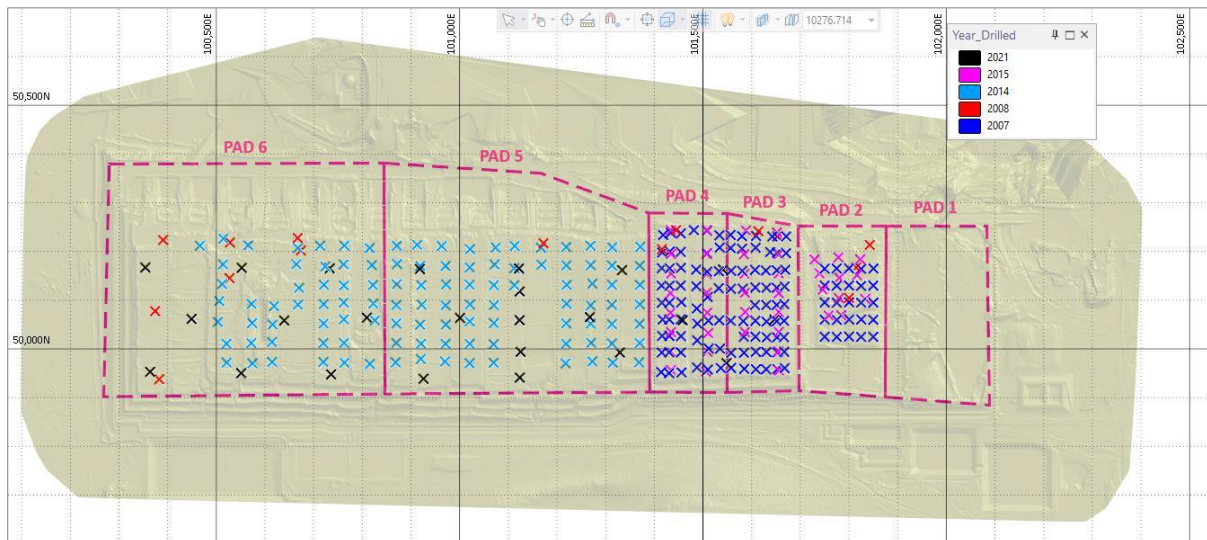 100,500E
101,000E
101,500E
102,000E
102,500E
10276.714
Year_Drilled
2021
2015
2014
2008
2007
50,500N
PAD 6
PAD 5
PAD 4
PAD 3
PAD 2
PAD 1
50,000N